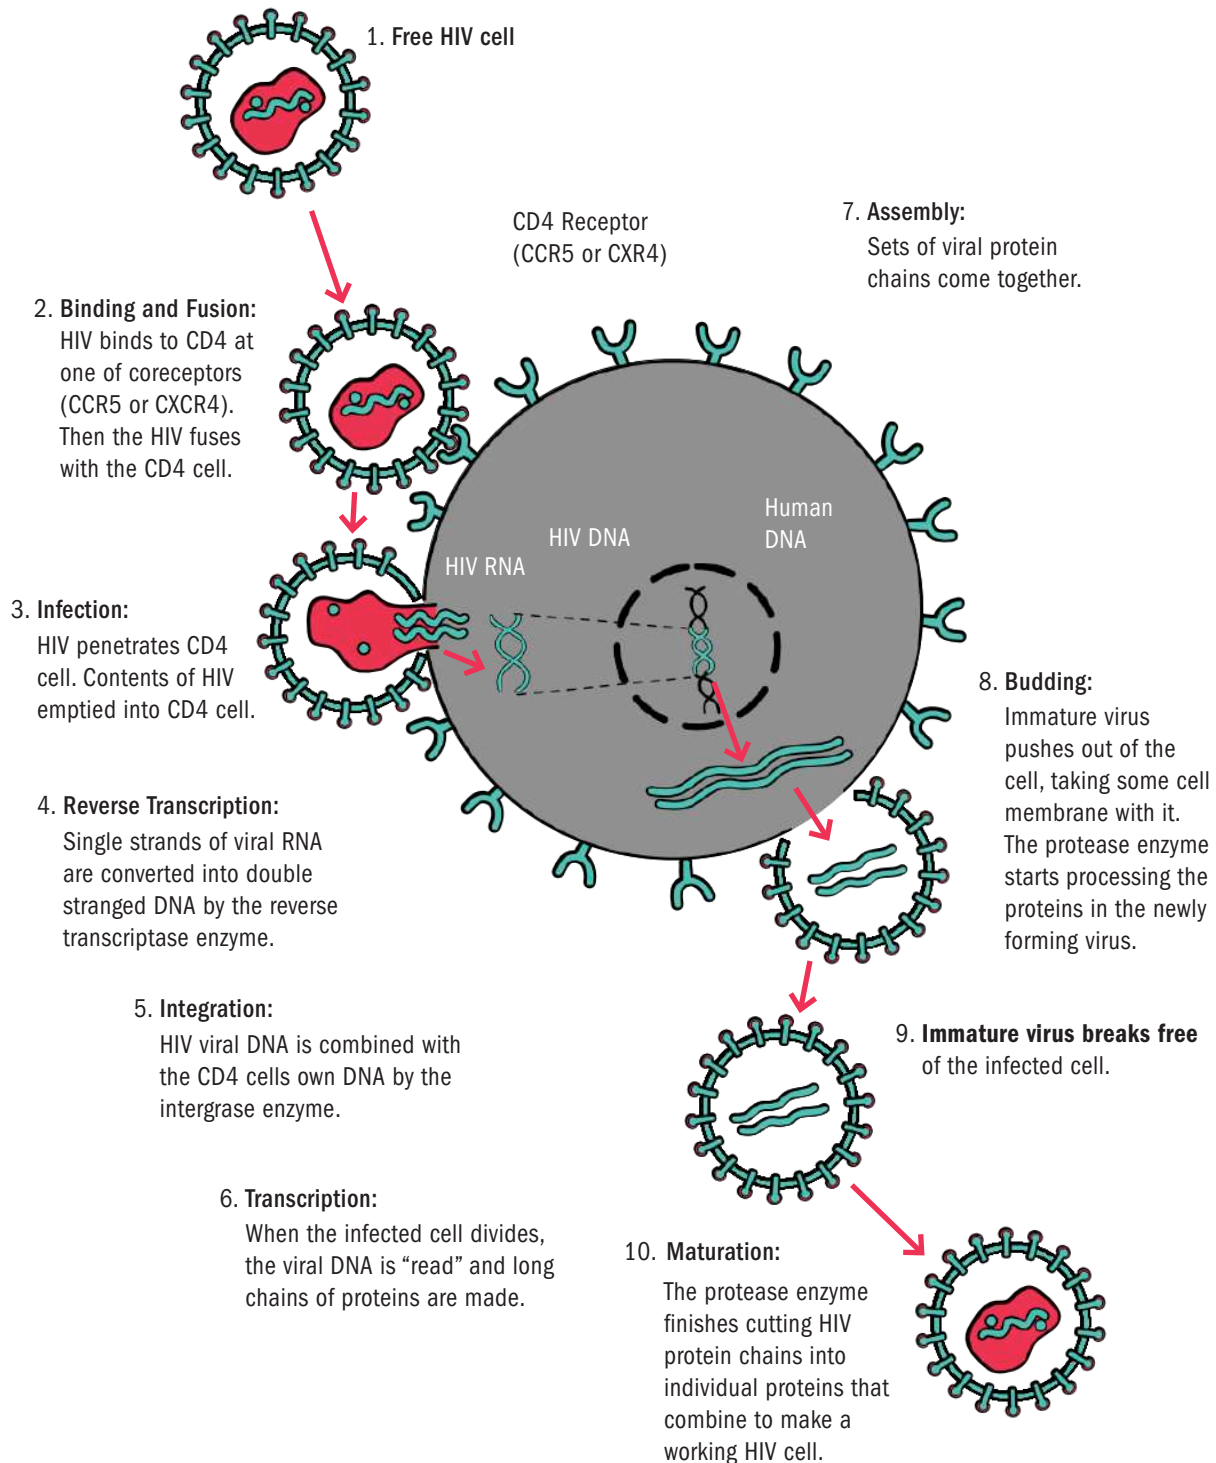 1. Free HIV cell
CD4 Receptor
(CCR5 or CXR4)
2. Binding and Fusion:
HIV binds to CD4 at
one of coreceptors
(CCR5 or CXCR4).
Then the HIV fuses
with the CD4 cell.
3. Infection:
HIV penetrates CD4
cell. Contents of HIV
emptied into CD4 cell.
HIV RNA
HIV DNA
Human
DNA
4. Reverse Transcription:
Single strands of viral RNA
are converted into double
stranged DNA by the reverse
transcriptase enzyme.
5. Integration:
HIV viral DNA is combined with
the CD4 cells own DNA by the
intergrase enzyme.
6. Transcription:
When the infected cell divides,
the viral DNA is “read” and long
chains of proteins are made.
7. Assembly:
Sets of viral protein
chains come together.
8. Budding:
Immature virus
pushes out of the
cell, taking some cell
membrane with it.
The protease enzyme
starts processing the
proteins in the newly
forming virus.
9. Immature virus breaks free
of the infected cell.
10. Maturation:
The protease enzyme
finishes cutting HIV
protein chains into
individual proteins that
combine to make a
working HIV cell.